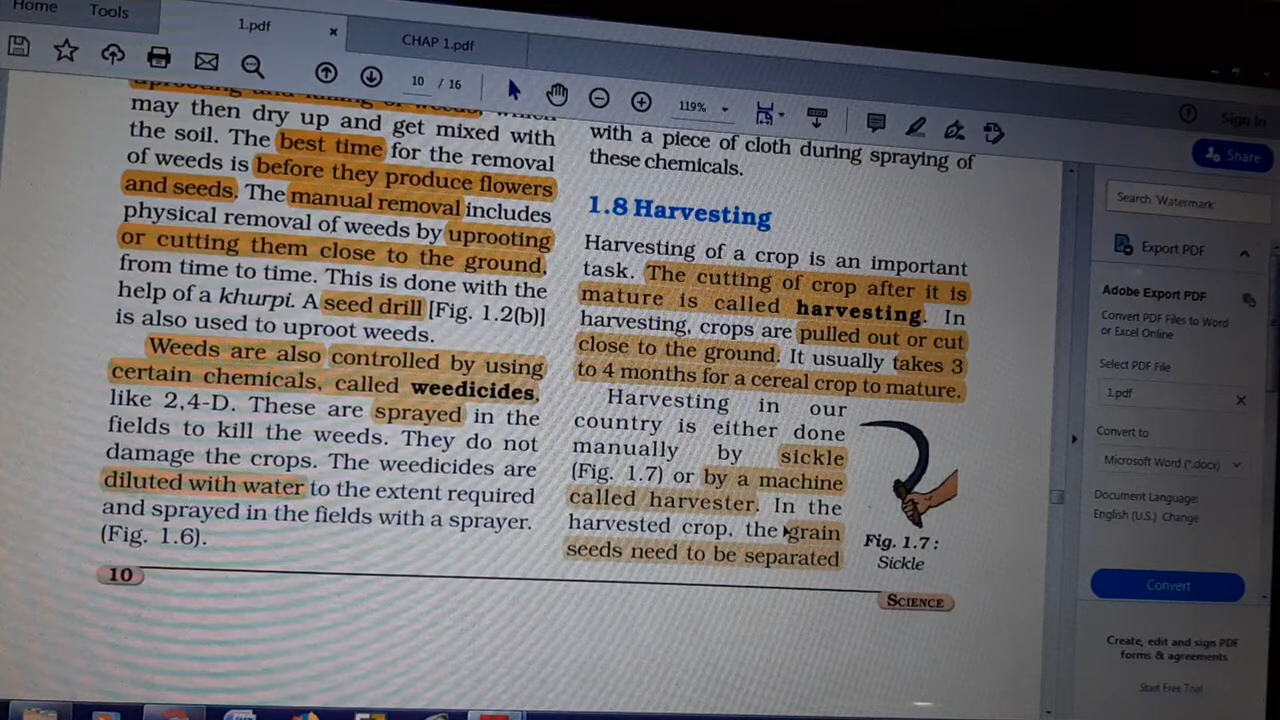 Home
Tools
1.pdf
×
CHAP 1.pdf
10 / 16
119%
Sign In
Share
uprooting and killing of weeds, which
may then dry up and get mixed with
the soil. The best time for the removal
of weeds is before they produce flowers
and seeds. The manual removal includes
physical removal of weeds by uprooting
or cutting them close to the ground,
from time to time. This is done with the
help of a khurpi. A seed drill [Fig. 1.2(b)]
is also used to uproot weeds.
Weeds are also controlled by using
certain chemicals, called weedicides,
like 2,4-D. These are sprayed in the
fields to kill the weeds. They do not
damage the crops. The weedicides are
diluted with water to the extent required
and sprayed in the fields with a sprayer.
(Fig. 1.6).
10
with a piece of cloth during spraying of
these chemicals.
1.8 Harvesting
Harvesting of a crop is an important
task. The cutting of crop after it is
mature is called harvesting. In
harvesting, crops are pulled out or cut
close to the ground. It usually takes 3
to 4 months for a cereal crop to mature.
Harvesting in our
country is either done
manually by sickle
(Fig. 1.7) or by a machine
called harvester. In the
harvested crop, the grain
seeds need to be separated
Fig. 1.7 :
Sickle
SCIENCE
Search 'Watermark'
Export PDF
Adobe Export PDF
Convert PDF Files to Word
or Excel Online
Select PDF File
1.pdf
×
Convert to
Microsoft Word (*.docx)
Document Language:
English (U.S.) Change
Convert
Create, edit and sign PDF
forms & agreements
Start Free Trial